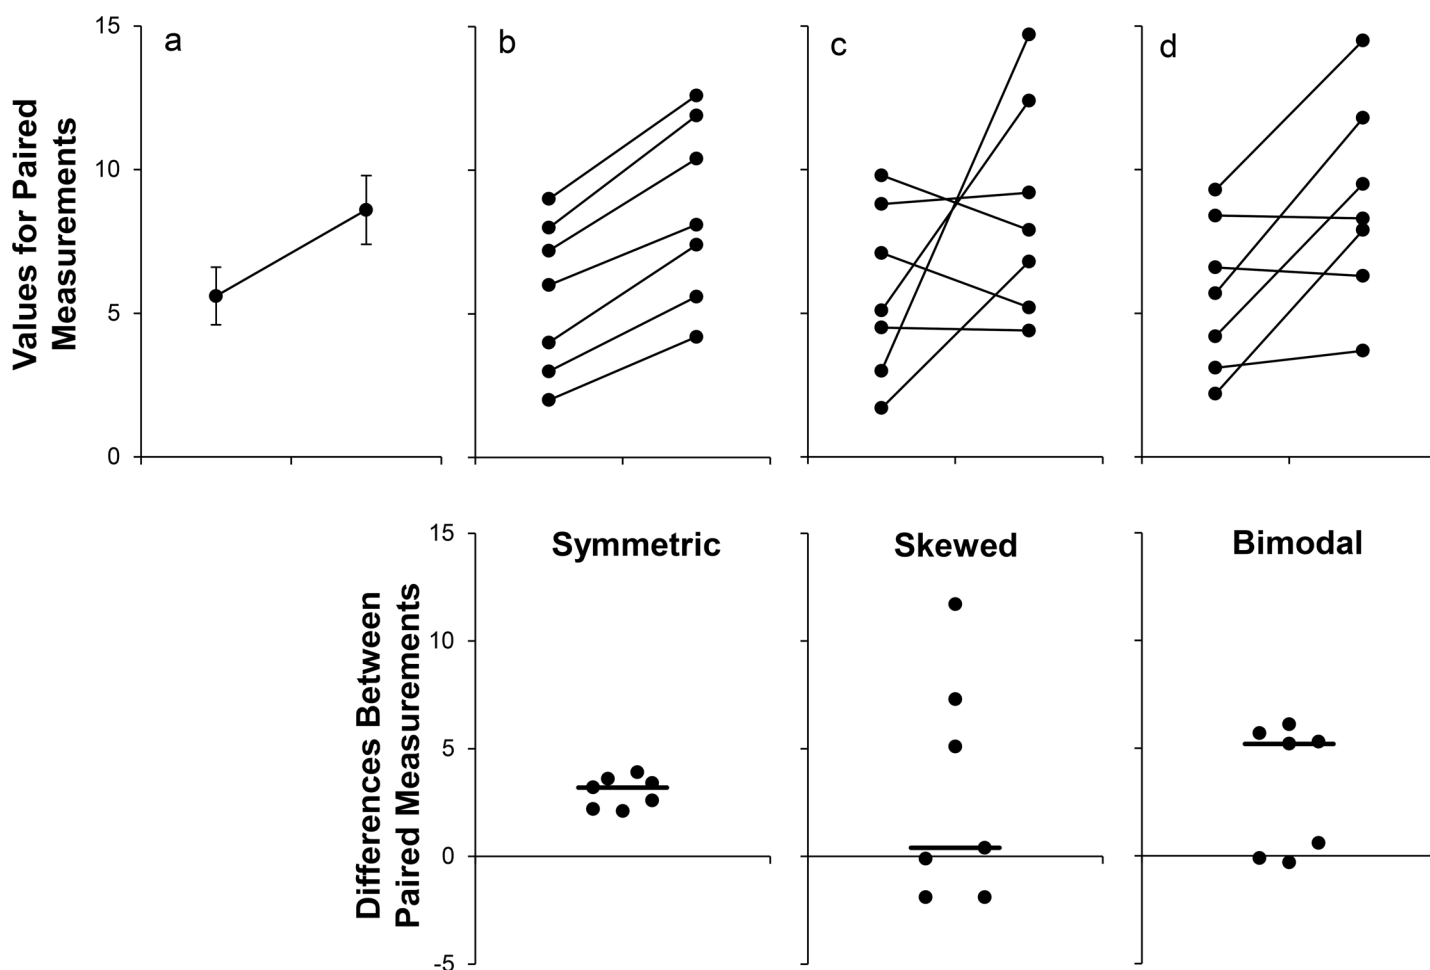 15
10
5
0
Values for Paired
Measurements
a
b
c
d
15
10
5
0
-5
Differences Between
Paired Measurements
Symmetric
Skewed
Bimodal